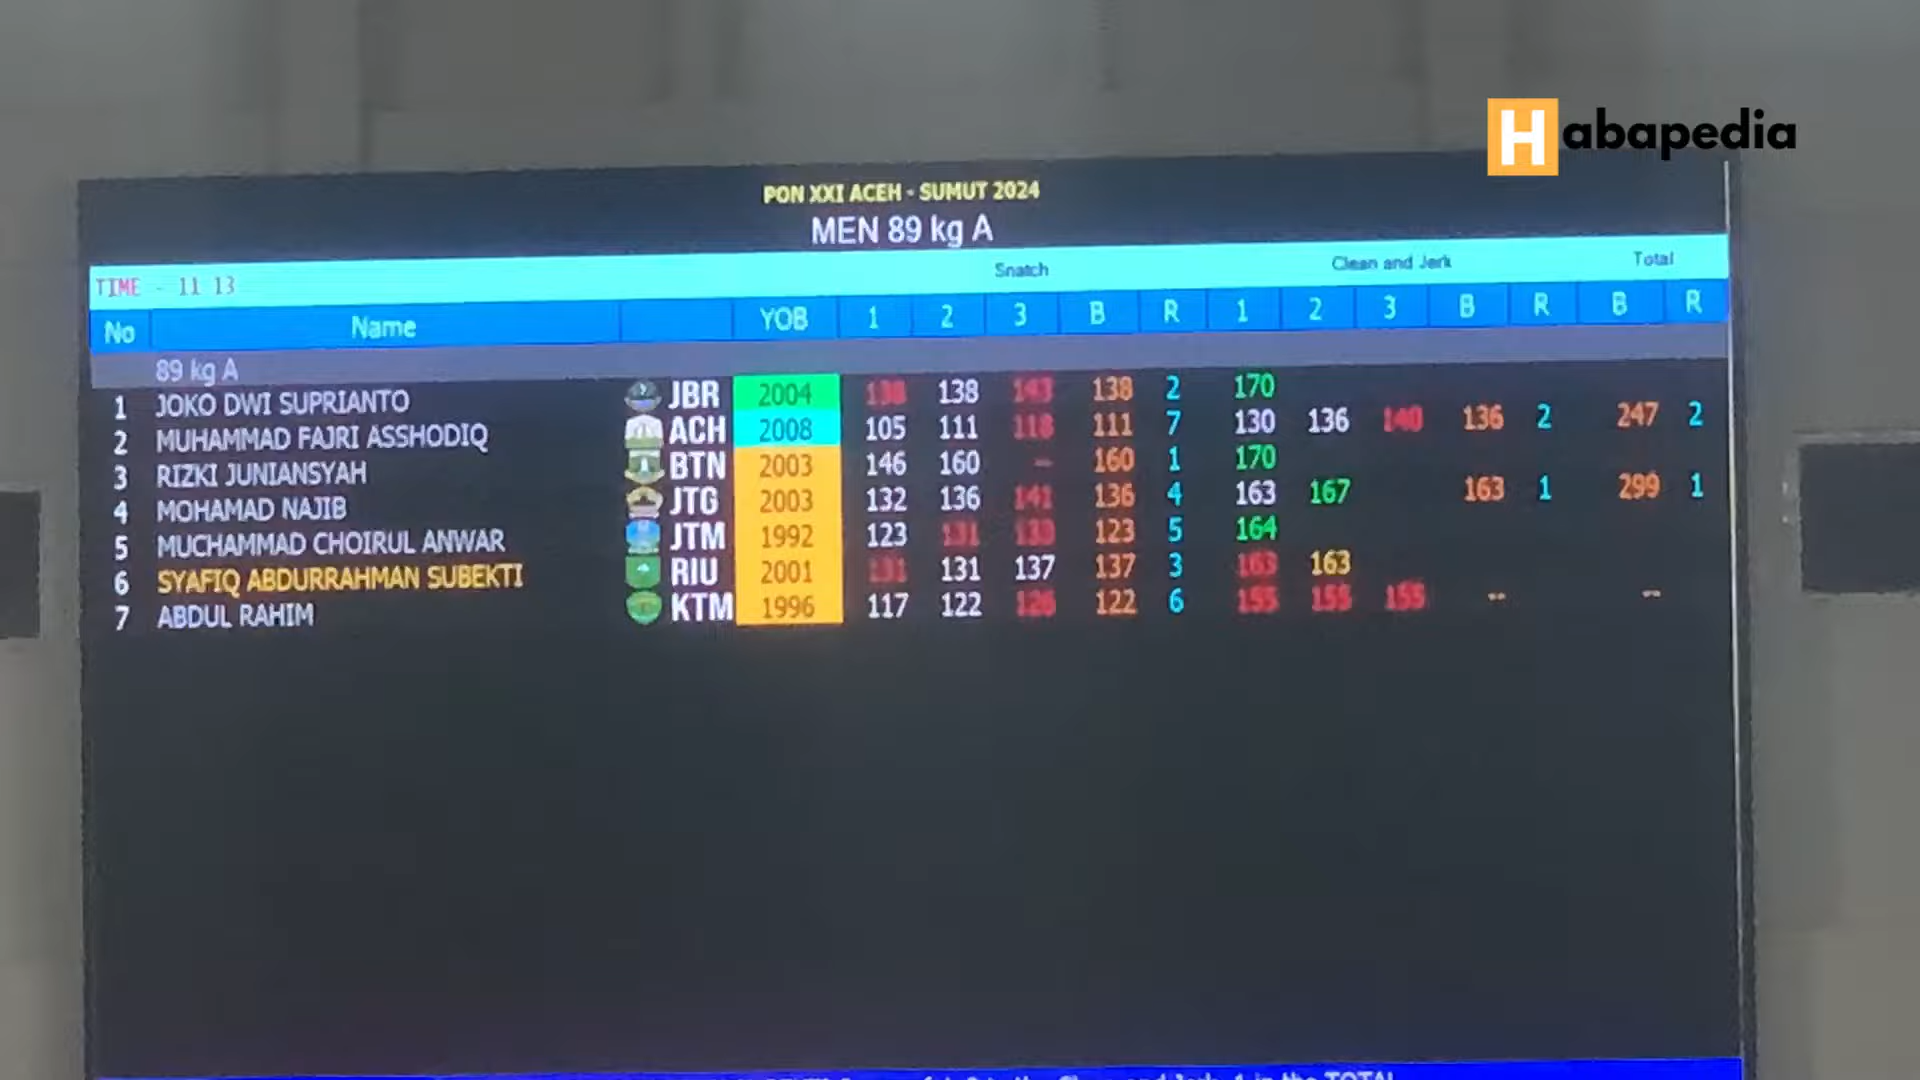 Habapedia
PON XXI ACEH - SUMUT 2024
MEN 89 kg A
TIME - 11 13 Snatch Clean and Jerk Total
No Name YOB 1 2 3 B R 1 2 3 B R B R
89 kg A
1 JOKO DWI SUPRIANTO JBR 2004 138 138 143 138 2 170
2 MUHAMMAD FAJRI ASSHODIQ ACH 2008 105 111 118 111 7 130 136 140 136 2 247 2
3 RIZKI JUNIANSYAH BTN 2003 146 160 -- 160 1 170
4 MOHAMAD NAJIB JTG 2003 132 136 141 136 4 163 167 163 1 299 1
5 MUCHAMMAD CHOIRUL ANWAR JTM 1992 123 131 133 123 5 164
6 SYAFIQ ABDURRAHMAN SUBEKTI RIU 2001 131 131 137 137 3 163 163
7 ABDUL RAHIM KTM 1996 117 122 126 122 6 155 155 155 -- --
in the TOTAL